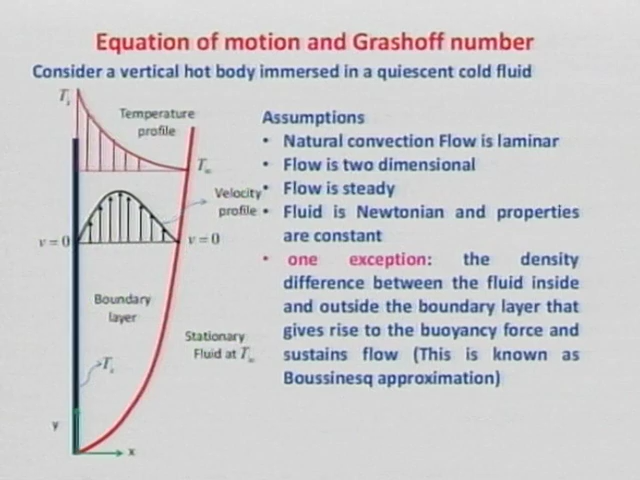 Equation of motion and Grashoff number
Consider a vertical hot body immersed in a quiescent cold fluid
Tₛ
Temperature
profile
T∞
Velocity
profile
v = 0
v = 0
Boundary
layer
Stationary
Fluid at T∞
Tₛ
y
x
Assumptions
• Natural convection Flow is laminar
• Flow is two dimensional
• Flow is steady
• Fluid is Newtonian and properties
are constant
• one exception: the density
difference between the fluid inside
and outside the boundary layer that
gives rise to the buoyancy force and
sustains flow (This is known as
Boussinesq approximation)